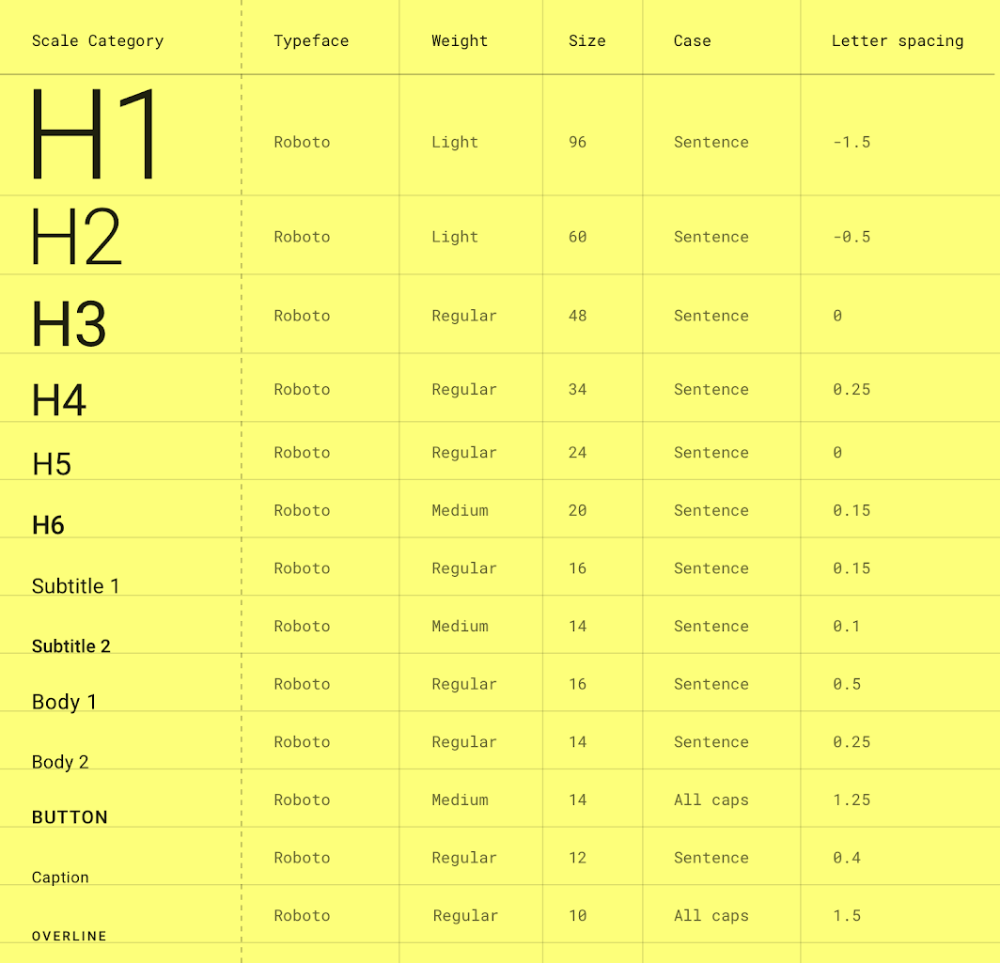 Scale Category Typeface Weight Size Case Letter spacing
H1 Roboto Light 96 Sentence -1.5
H2 Roboto Light 60 Sentence -0.5
H3 Roboto Regular 48 Sentence 0
H4 Roboto Regular 34 Sentence 0.25
H5 Roboto Regular 24 Sentence 0
H6 Roboto Medium 20 Sentence 0.15
Subtitle 1 Roboto Regular 16 Sentence 0.15
Subtitle 2 Roboto Medium 14 Sentence 0.1
Body 1 Roboto Regular 16 Sentence 0.5
Body 2 Roboto Regular 14 Sentence 0.25
BUTTON Roboto Medium 14 All caps 1.25
Caption Roboto Regular 12 Sentence 0.4
OVERLINE Roboto Regular 10 All caps 1.5